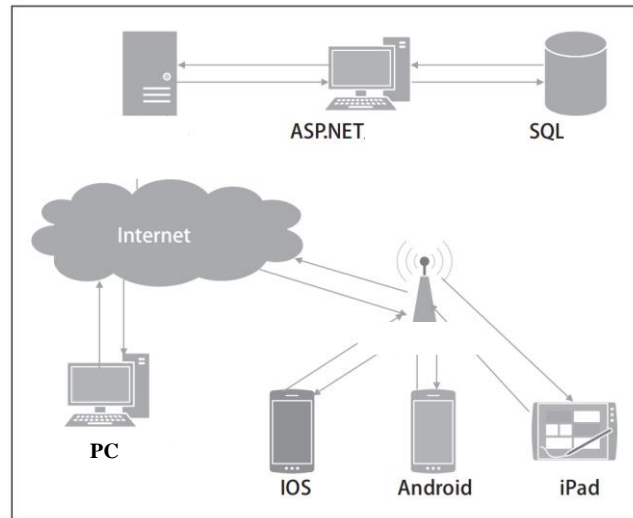 ASP.NET
SQL
Internet
PC
IOS
Android
iPad